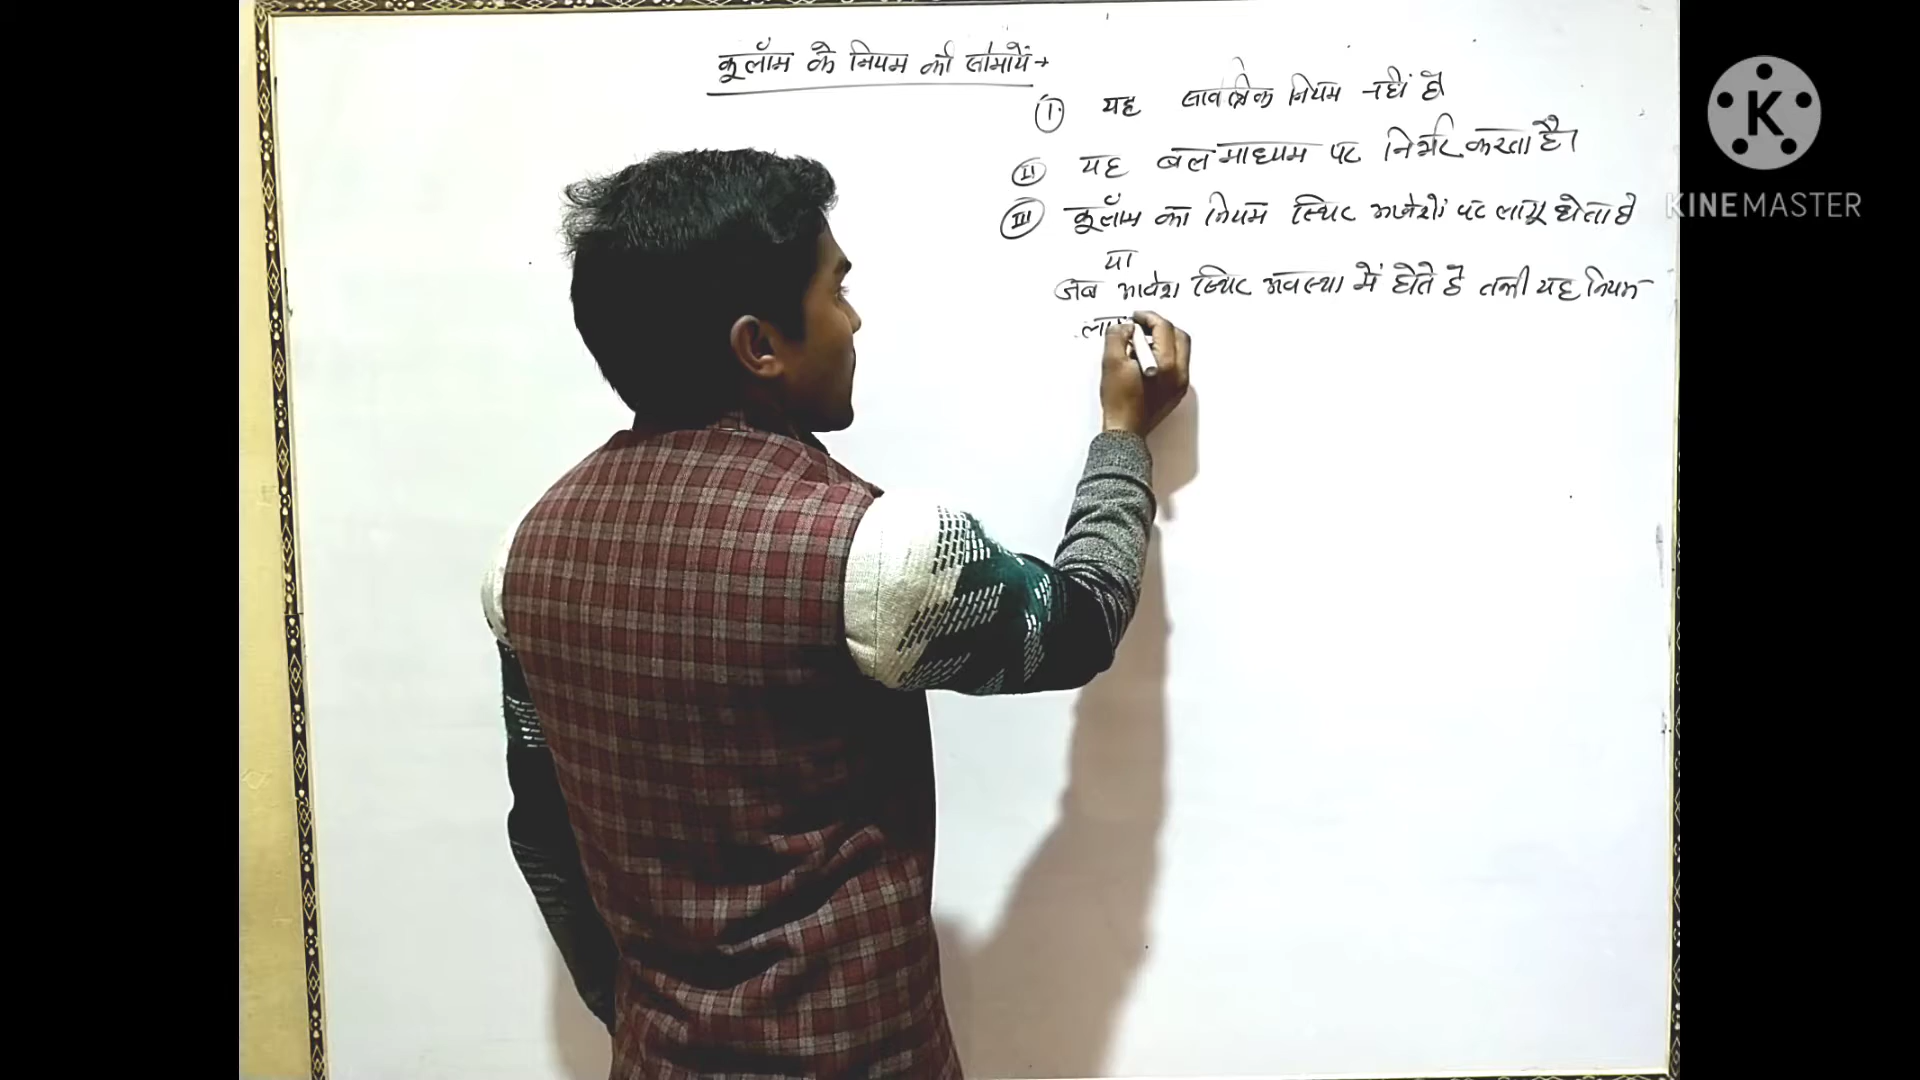 कूलॉम के नियम की सीमायें→
(I) यह सार्वत्रिक नियम नहीं है
(II) यह बल माध्यम पर निर्भर करता है।
(III) कूलॉम का नियम स्थिर आवेशों पर लागू होता है
या
जब आवेश स्थिर अवस्था में होते है तभी यह नियम
K
KINEMASTER